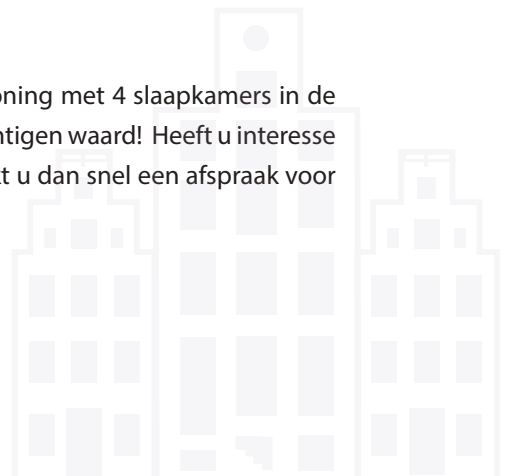 oning met 4 slaapkamers in de
ntigen waard! Heeft u interesse
t u dan snel een afspraak voor